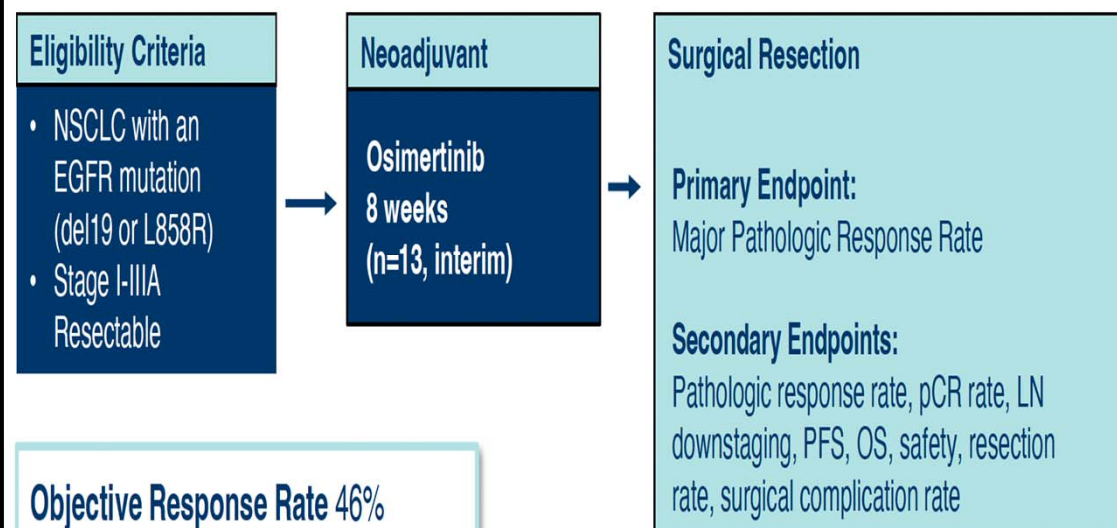 Eligibility Criteria
• NSCLC with an
EGFR mutation
(del19 or L858R)
• Stage I-IIIA
Resectable
Neoadjuvant
Osimertinib
8 weeks
(n=13, interim)
Surgical Resection
Primary Endpoint:
Major Pathologic Response Rate
Secondary Endpoints:
Pathologic response rate, pCR rate, LN
downstaging, PFS, OS, safety, resection
rate, surgical complication rate
Objective Response Rate 46%